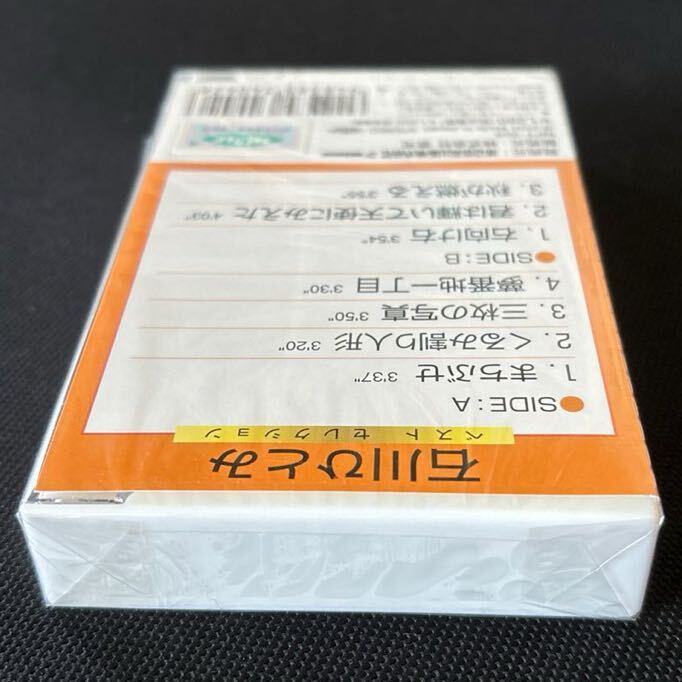 石川ひとみ
ベスト セレクション
●SIDE:A
1. まちぶせ 3'37"
2. くるみ割り人形 3'20"
3. 三枚の写真 3'50"
4. 夢番地一丁目 3'30"
●SIDE:B
1. 右向け右 3'54"
2. 君は輝いて天使にみえた 4'03"
3. 秋が燃える 3'55"